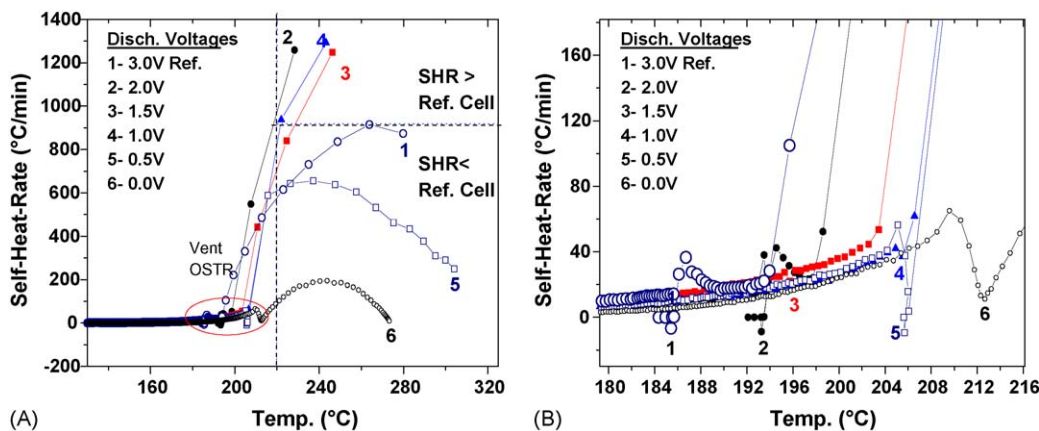 1400
1200
1000
800
600
400
200
0
-200
Self-Heat-Rate (°C/min)
Disch. Voltages
1- 3.0V Ref.
2- 2.0V
3- 1.5V
4- 1.0V
5- 0.5V
6- 0.0V
2
4
3
SHR >
Ref. Cell
1
SHR<
Ref. Cell
Vent
OSTR
5
6
160 200 240 280 320
Temp. (°C)
(A)
160
120
80
40
0
-40
Self-Heat-Rate (°C/min)
Disch. Voltages
1- 3.0V Ref.
2- 2.0V
3- 1.5V
4- 1.0V
5- 0.5V
6- 0.0V
3
4
1
2
5
6
180 184 188 192 196 200 204 208 212 216
Temp. (°C)
(B)